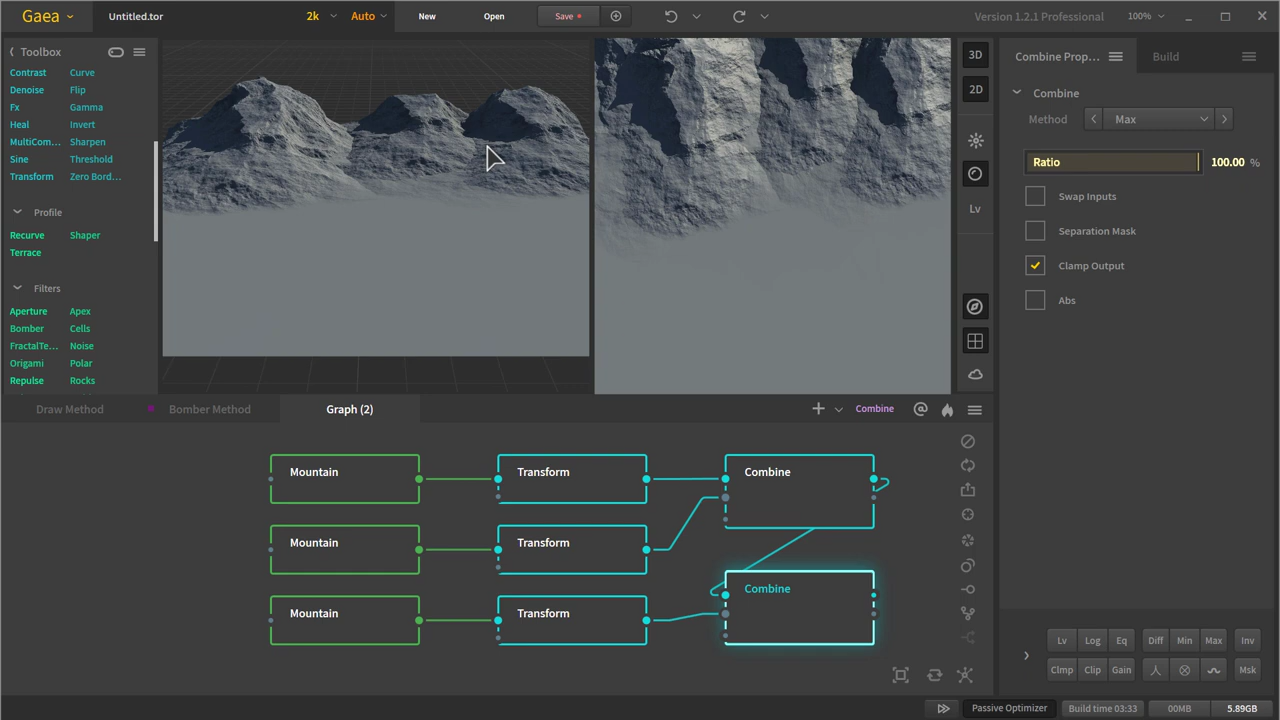 Gaea
Untitled.tor
2k
Auto
New
Open
Save
Version 1.2.1 Professional
100%
Toolbox
Contrast Curve
Denoise Flip
Fx Gamma
Heal Invert
MultiCom... Sharpen
Sine Threshold
Transform Zero Bord...
Profile
Recurve Shaper
Terrace
Filters
Aperture Apex
Bomber Cells
FractalTe... Noise
Origami Polar
Repulse Rocks
3D
2D
Lv
Combine Prop...
Build
Combine
Method Max
Ratio 100.00 %
Swap Inputs
Separation Mask
Clamp Output
Abs
Draw Method
Bomber Method
Graph (2)
Combine
Mountain Transform Combine
Mountain Transform
Combine
Mountain Transform
Lv Log Eq Diff Min Max Inv
Clmp Clip Gain Msk
Passive Optimizer
Build time 03:33
00MB
5.89GB